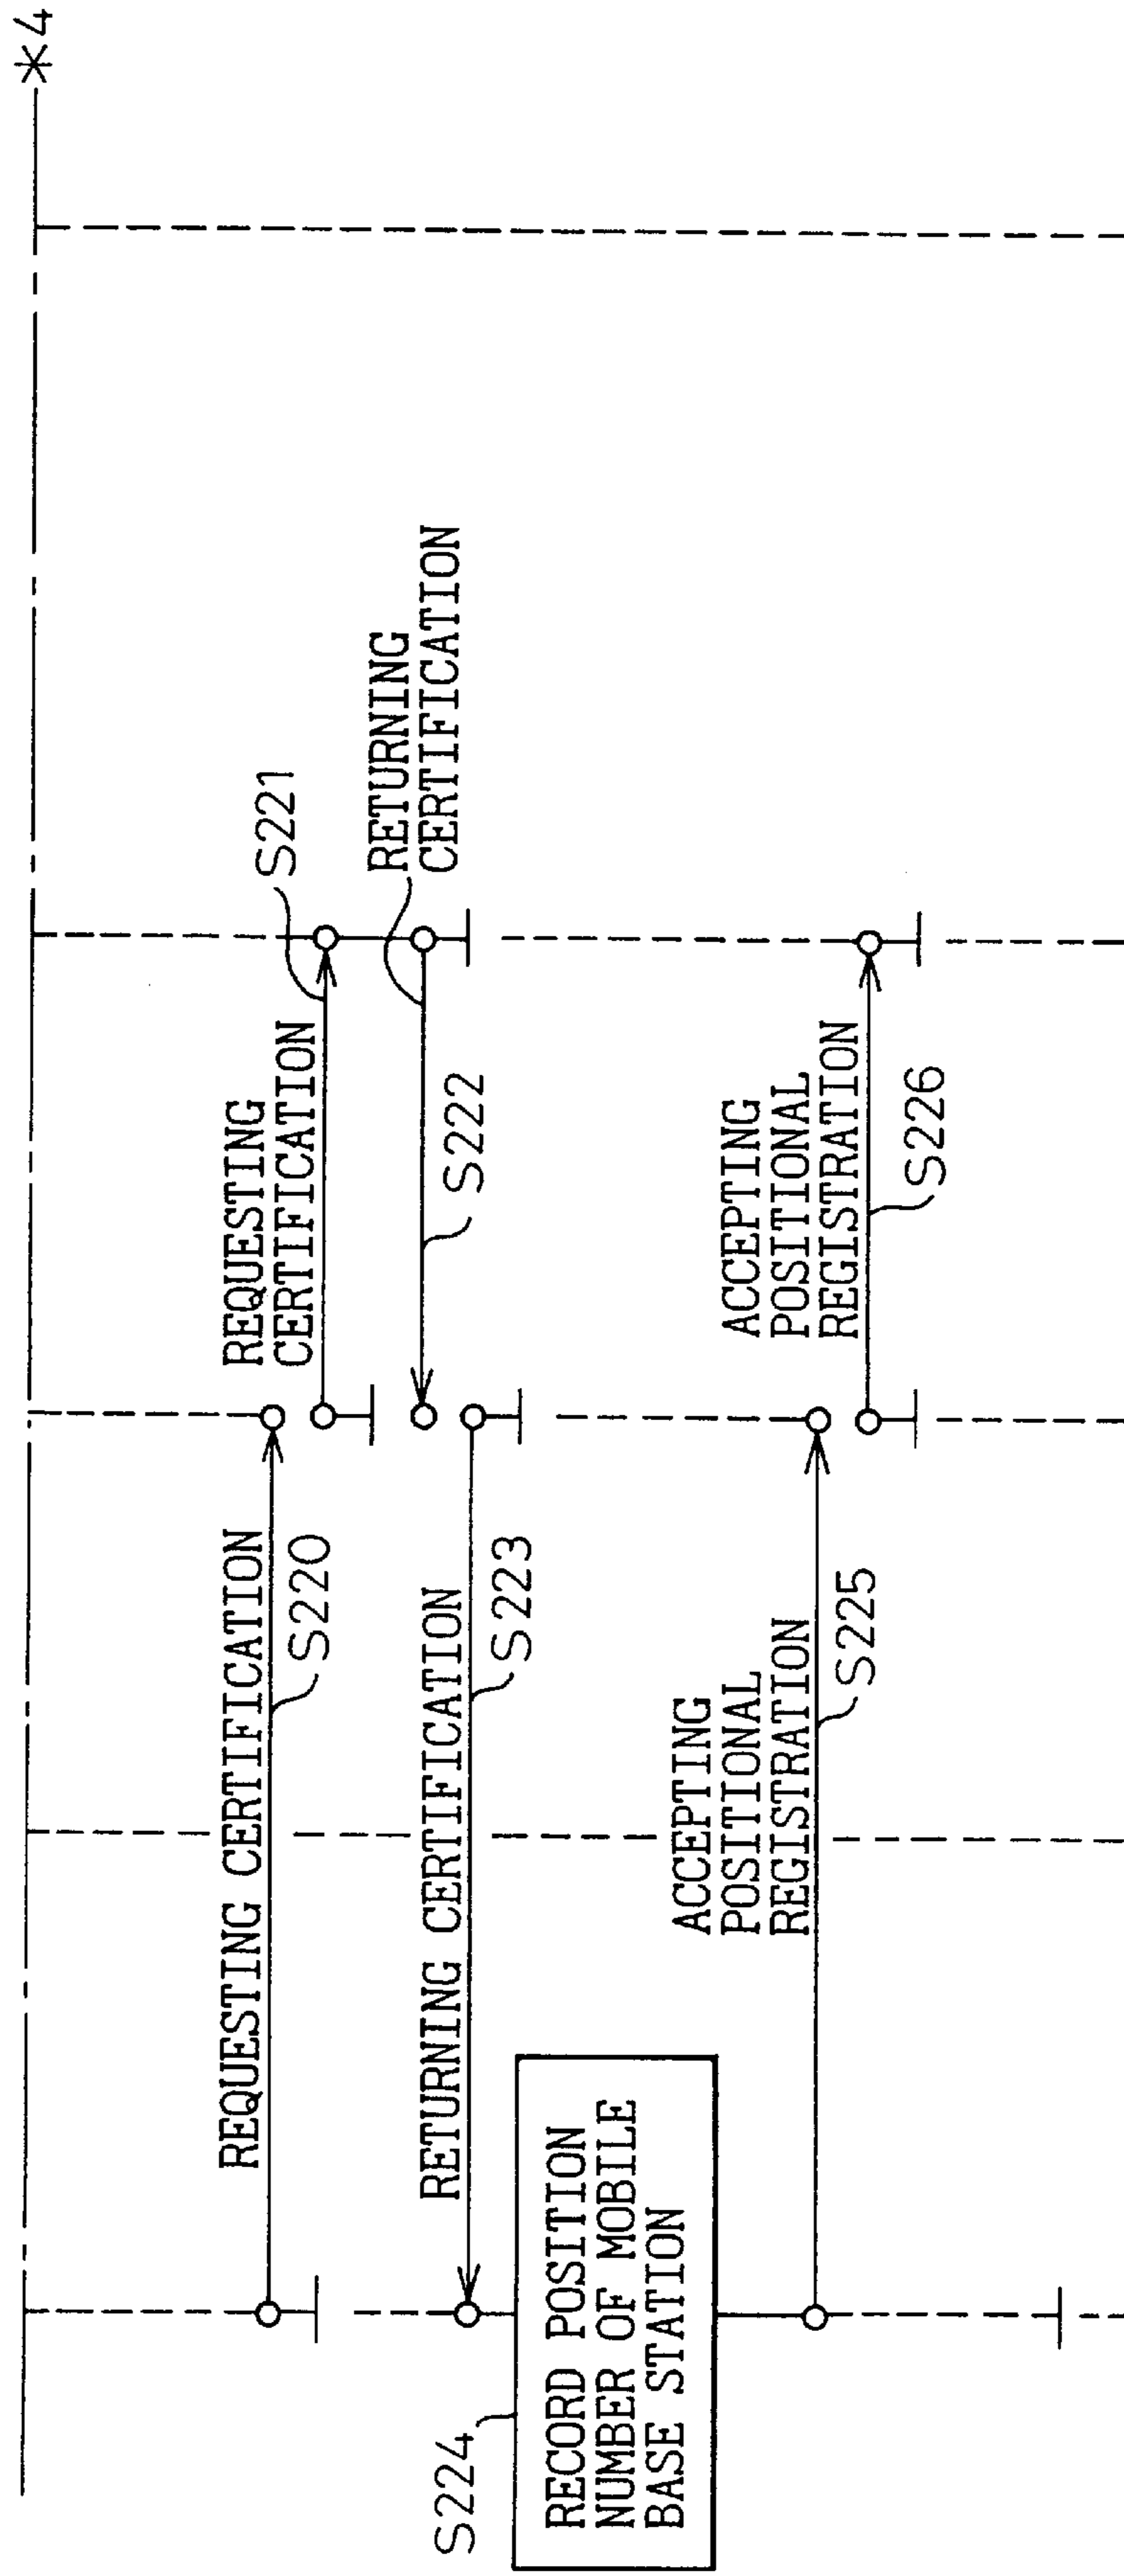 *4
REQUESTING CERTIFICATION
S220
REQUESTING
CERTIFICATION
S221
RETURNING
CERTIFICATION
S222
RETURNING CERTIFICATION
S223
S224
RECORD POSITION
NUMBER OF MOBILE
BASE STATION
ACCEPTING
POSITIONAL
REGISTRATION
S225
ACCEPTING
POSITIONAL
REGISTRATION
S226